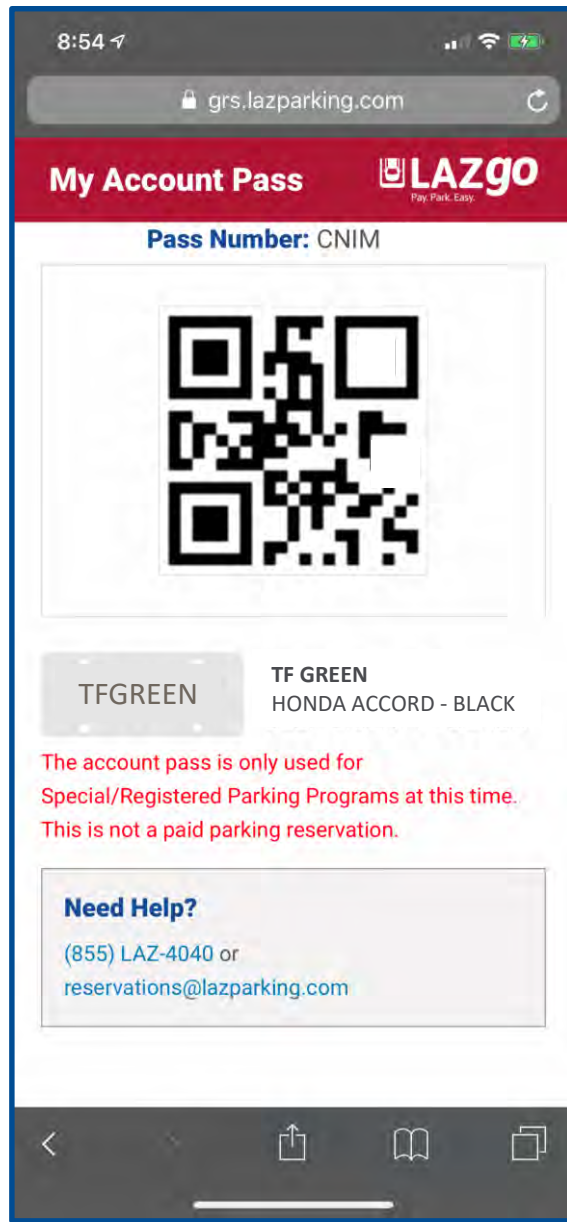 8:54
grs.lazparking.com
My Account Pass
LAZgo
Pay. Park. Easy.
Pass Number: CNIM
TFGREEN
TF GREEN
HONDA ACCORD - BLACK
The account pass is only used for
Special/Registered Parking Programs at this time.
This is not a paid parking reservation.
Need Help?
(855) LAZ-4040 or
reservations@lazparking.com